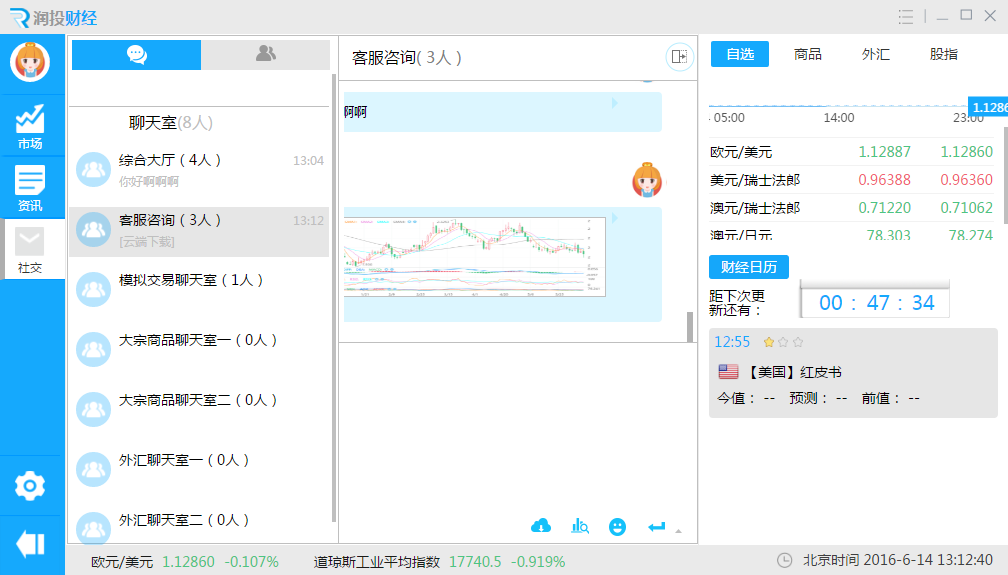 润投财经
市场
资讯
社交
聊天室(8人)
综合大厅（4人） 13:04
你好啊啊啊
客服咨询（3人） 13:12
[云端下载]
模拟交易聊天室（1人）
大宗商品聊天室一（0人）
大宗商品聊天室二（0人）
外汇聊天室一（0人）
外汇聊天室二（0人）
客服咨询(3人)
啊啊
自选 商品 外汇 股指
1.1286
05:00 14:00 23:00
欧元/美元 1.12887 1.12860
美元/瑞士法郎 0.96388 0.96360
澳元/瑞士法郎 0.71220 0.71062
澳元/日元 78.303 78.274
财经日历
距下次更
新还有：
00 : 47 : 34
12:55
【美国】红皮书
今值： -- 预测： -- 前值： --
欧元/美元 1.12860 -0.107% 道琼斯工业平均指数 17740.5 -0.919%
北京时间 2016-6-14 13:12:40